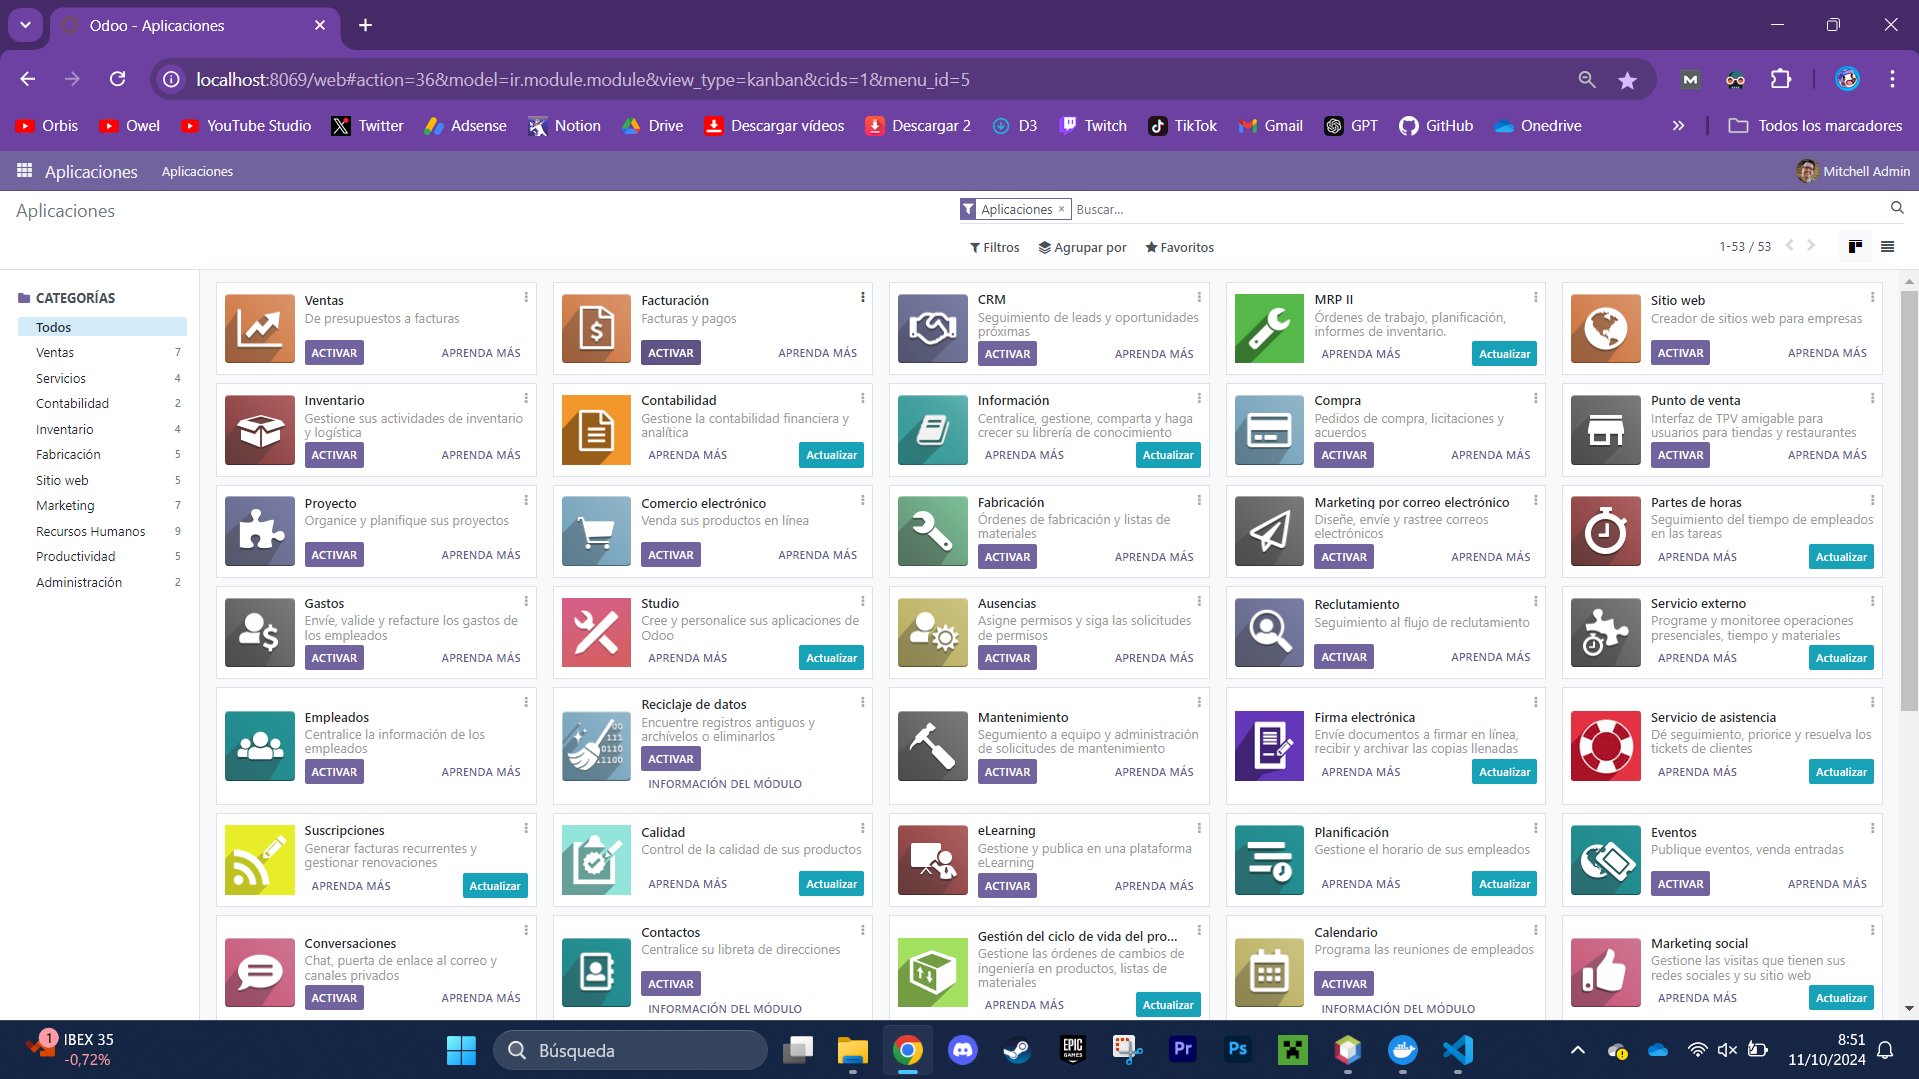 Odoo - Aplicaciones
localhost:8069/web#action=36&model=ir.module.module&view_type=kanban&cids=1&menu_id=5
Orbis
Owel
YouTube Studio
Twitter
Adsense
Notion
Drive
Descargar vídeos
Descargar 2
D3
Twitch
TikTok
Gmail
GPT
GitHub
Onedrive
Todos los marcadores
Aplicaciones
Aplicaciones
Mitchell Admin
Aplicaciones
Aplicaciones ×
Buscar...
Filtros
Agrupar por
Favoritos
1-53 / 53
CATEGORÍAS
Todos
Ventas 7
Servicios 4
Contabilidad 2
Inventario 4
Fabricación 5
Sitio web 5
Marketing 7
Recursos Humanos 9
Productividad 5
Administración 2
Ventas
De presupuestos a facturas
ACTIVAR APRENDA MÁS
Facturación
Facturas y pagos
ACTIVAR APRENDA MÁS
CRM
Seguimiento de leads y oportunidades
próximas
ACTIVAR APRENDA MÁS
MRP II
Órdenes de trabajo, planificación,
informes de inventario.
APRENDA MÁS Actualizar
Sitio web
Creador de sitios web para empresas
ACTIVAR APRENDA MÁS
Inventario
Gestione sus actividades de inventario
y logística
ACTIVAR APRENDA MÁS
Contabilidad
Gestione la contabilidad financiera y
analítica
APRENDA MÁS Actualizar
Información
Centralice, gestione, comparta y haga
crecer su librería de conocimiento
APRENDA MÁS Actualizar
Compra
Pedidos de compra, licitaciones y
acuerdos
ACTIVAR APRENDA MÁS
Punto de venta
Interfaz de TPV amigable para
usuarios para tiendas y restaurantes
ACTIVAR APRENDA MÁS
Proyecto
Organice y planifique sus proyectos
ACTIVAR APRENDA MÁS
Comercio electrónico
Venda sus productos en línea
ACTIVAR APRENDA MÁS
Fabricación
Órdenes de fabricación y listas de
materiales
ACTIVAR APRENDA MÁS
Marketing por correo electrónico
Diseñe, envíe y rastree correos
electrónicos
ACTIVAR APRENDA MÁS
Partes de horas
Seguimiento del tiempo de empleados
en las tareas
APRENDA MÁS Actualizar
Gastos
Envíe, valide y refacture los gastos de
los empleados
ACTIVAR APRENDA MÁS
Studio
Cree y personalice sus aplicaciones de
Odoo
APRENDA MÁS Actualizar
Ausencias
Asigne permisos y siga las solicitudes
de permisos
ACTIVAR APRENDA MÁS
Reclutamiento
Seguimiento al flujo de reclutamiento
ACTIVAR APRENDA MÁS
Servicio externo
Programe y monitoree operaciones
presenciales, tiempo y materiales
APRENDA MÁS Actualizar
Empleados
Centralice la información de los
empleados
ACTIVAR APRENDA MÁS
Reciclaje de datos
Encuentre registros antiguos y
archívelos o elimínarlos
ACTIVAR
INFORMACIÓN DEL MÓDULO
Mantenimiento
Segumiento a equipo y administración
de solicitudes de mantenimiento
ACTIVAR APRENDA MÁS
Firma electrónica
Envíe documentos a firmar en línea,
recibir y archivar las copias llenadas
APRENDA MÁS Actualizar
Servicio de asistencia
Dé seguimiento, priorice y resuelva los
tickets de clientes
APRENDA MÁS Actualizar
Suscripciones
Generar facturas recurrentes y
gestionar renovaciones
APRENDA MÁS Actualizar
Calidad
Control de la calidad de sus productos
APRENDA MÁS Actualizar
eLearning
Gestione y publica en una plataforma
eLearning
ACTIVAR APRENDA MÁS
Planificación
Gestione el horario de sus empleados
APRENDA MÁS Actualizar
Eventos
Publique eventos, venda entradas
ACTIVAR APRENDA MÁS
Conversaciones
Chat, puerta de enlace al correo y
canales privados
ACTIVAR APRENDA MÁS
Contactos
Centralice su libreta de direcciones
ACTIVAR
INFORMACIÓN DEL MÓDULO
Gestión del ciclo de vida del pro...
Gestione las órdenes de cambios de
ingeniería en productos, listas de
materiales
APRENDA MÁS Actualizar
Calendario
Programa las reuniones de empleados
ACTIVAR
INFORMACIÓN DEL MÓDULO
Marketing social
Gestione las visitas que tienen sus
redes sociales y su sitio web
APRENDA MÁS Actualizar
1
IBEX 35
-0,72%
Búsqueda
EPIC
GAMES
Pr
Ps
8:51
11/10/2024